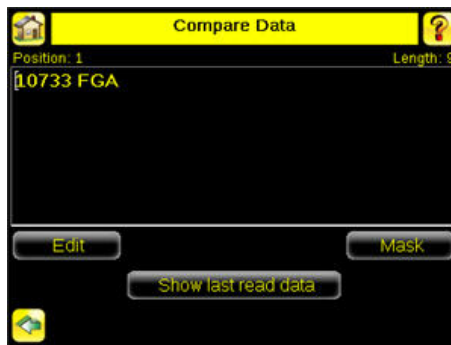 Compare Data
Position: 1 Length: 9
10733 FGA
Edit Mask
Show last read data